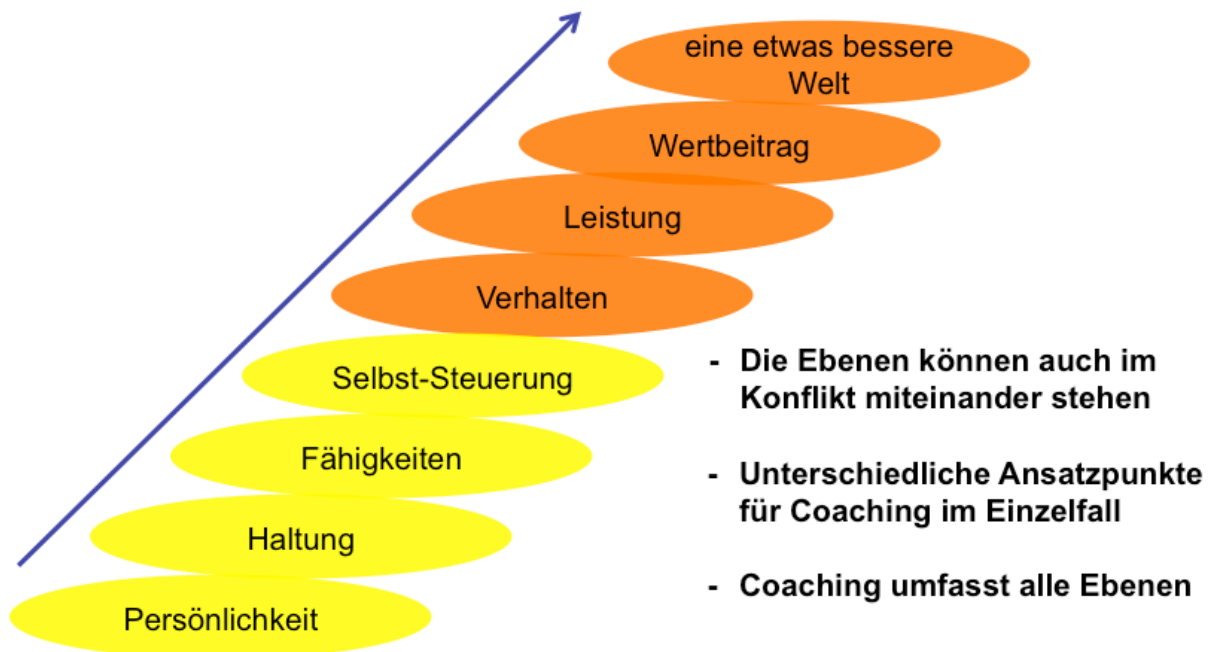 eine etwas bessere
Welt
Wertbeitrag
Leistung
Verhalten
Selbst-Steuerung
Fähigkeiten
Haltung
Persönlichkeit
- Die Ebenen können auch im
Konflikt miteinander stehen
- Unterschiedliche Ansatzpunkte
für Coaching im Einzelfall
- Coaching umfasst alle Ebenen